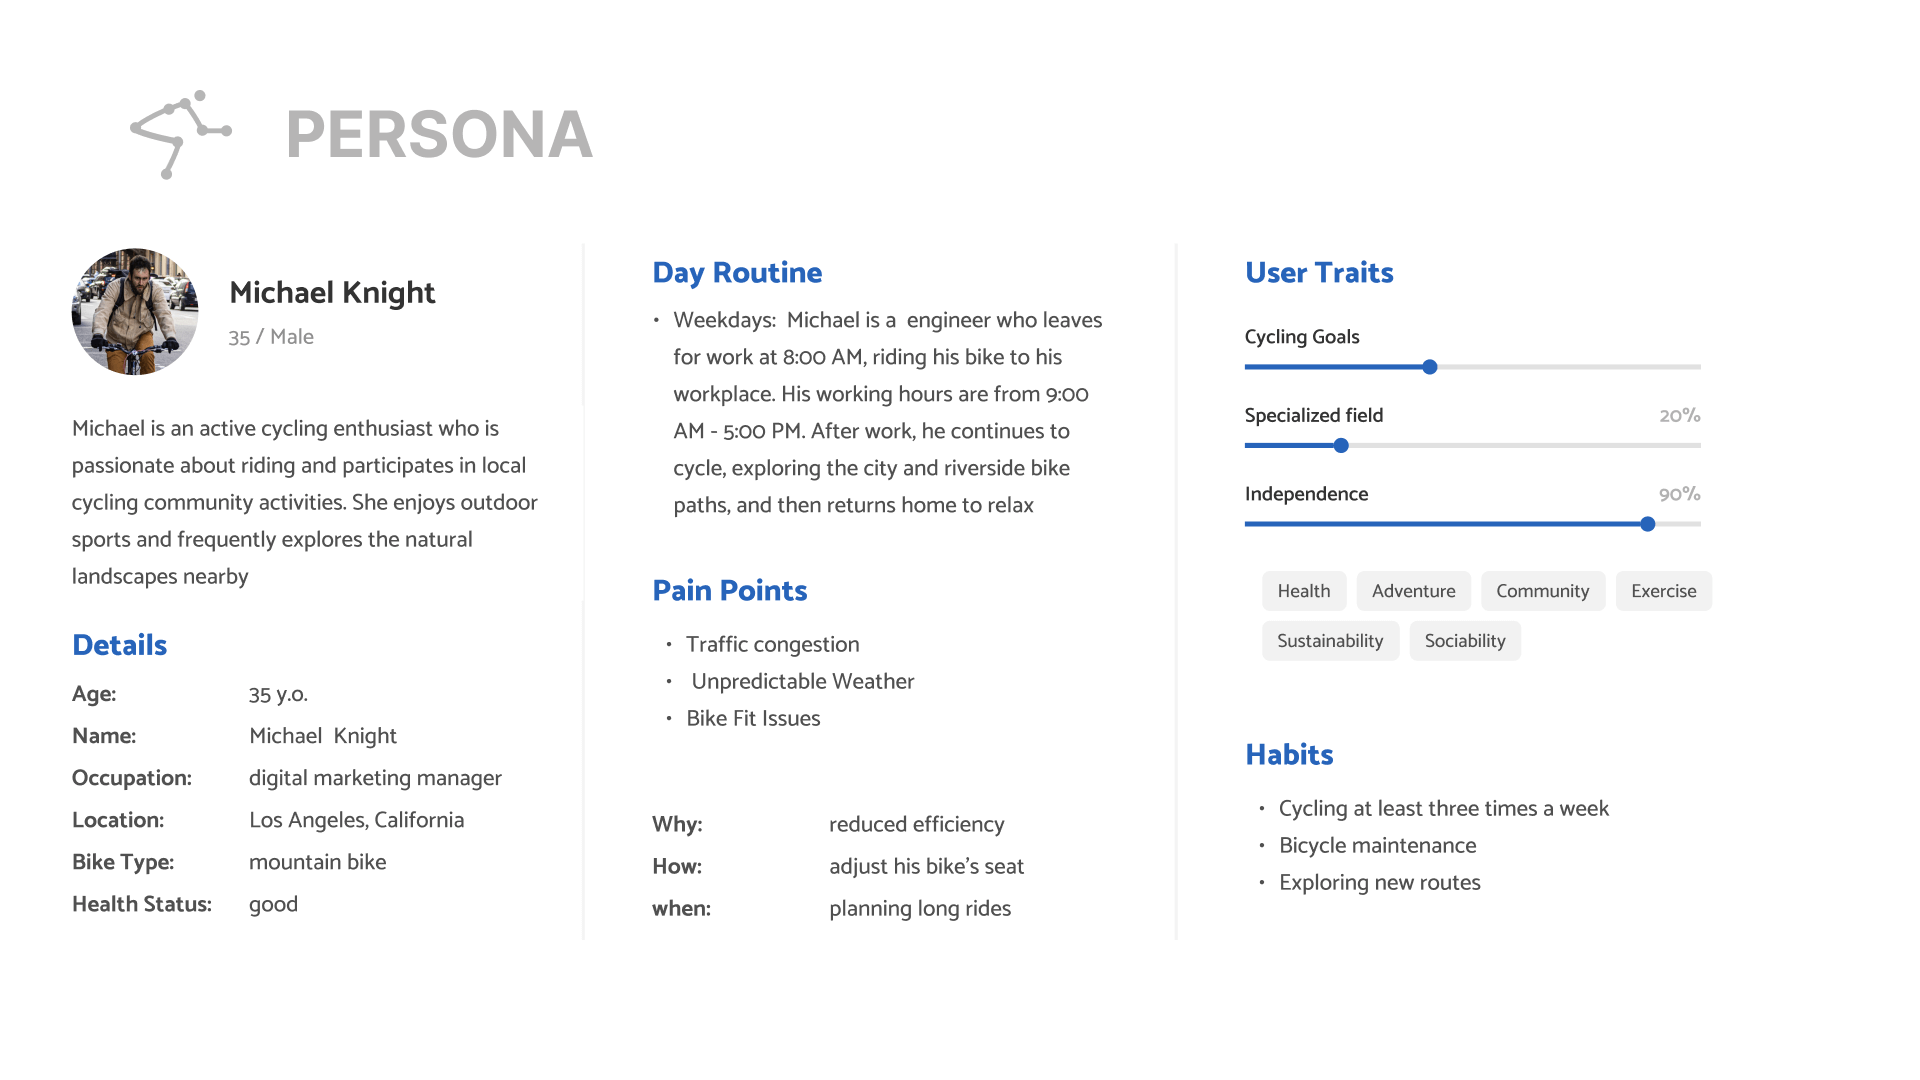 PERSONA
Michael Knight
35 / Male
Michael is an active cycling enthusiast who is
passionate about riding and participates in local
cycling community activities. She enjoys outdoor
sports and frequently explores the natural
landscapes nearby
Details
Age: 35 y.o.
Name: Michael Knight
Occupation: digital marketing manager
Location: Los Angeles, California
Bike Type: mountain bike
Health Status: good
Day Routine
• Weekdays: Michael is a engineer who leaves
for work at 8:00 AM, riding his bike to his
workplace. His working hours are from 9:00
AM - 5:00 PM. After work, he continues to
cycle, exploring the city and riverside bike
paths, and then returns home to relax
Pain Points
• Traffic congestion
• Unpredictable Weather
• Bike Fit Issues
Why: reduced efficiency
How: adjust his bike's seat
when: planning long rides
User Traits
Cycling Goals
Specialized field 20%
Independence 90%
Health Adventure Community Exercise
Sustainability Sociability
Habits
• Cycling at least three times a week
• Bicycle maintenance
• Exploring new routes